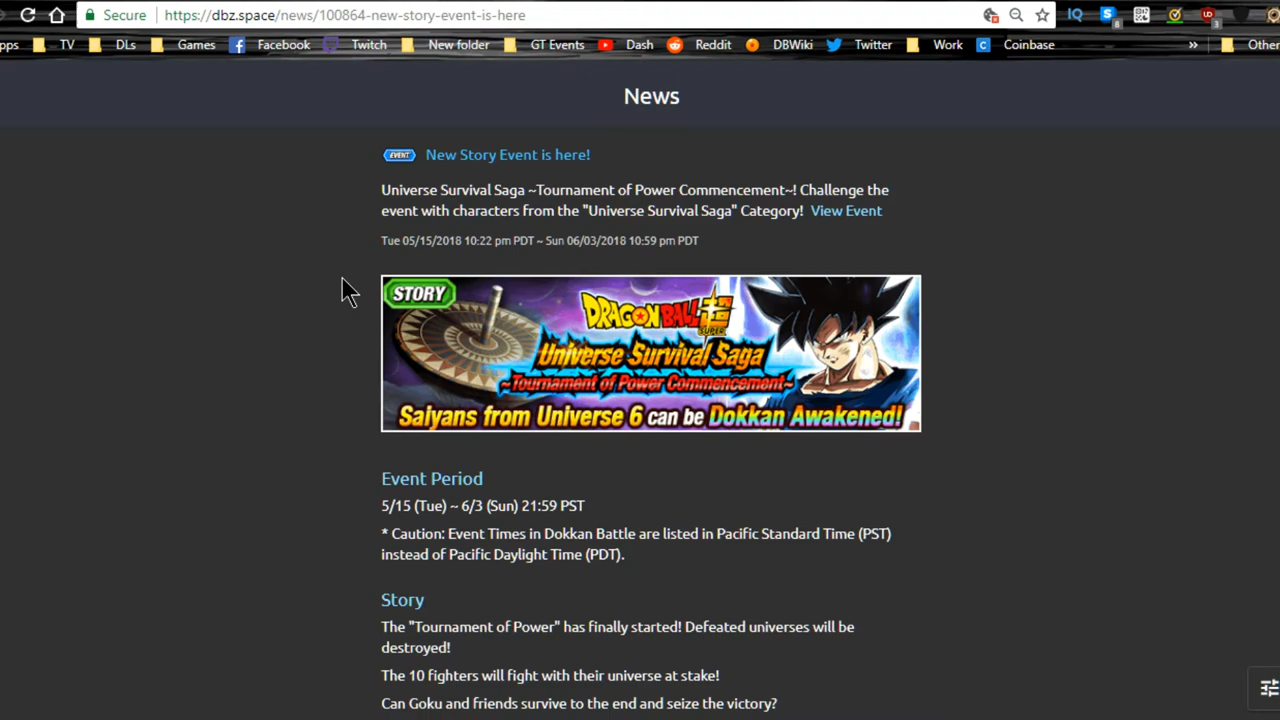 Secure https://dbz.space/news/100864-new-story-event-is-here
IQ
8
3
pps TV DLs Games Facebook Twitch New folder GT Events Dash Reddit DBWiki Twitter Work Coinbase » Other
News
EVENT New Story Event is here!
Universe Survival Saga ~Tournament of Power Commencement~! Challenge the
event with characters from the "Universe Survival Saga" Category! View Event
Tue 05/15/2018 10:22 pm PDT ~ Sun 06/03/2018 10:59 pm PDT
STORY
DRAGON BALL超
SUPER
Universe Survival Saga
~Tournament of Power Commencement~
Saiyans from Universe 6 can be Dokkan Awakened!
Event Period
5/15 (Tue) ~ 6/3 (Sun) 21:59 PST
* Caution: Event Times in Dokkan Battle are listed in Pacific Standard Time (PST)
instead of Pacific Daylight Time (PDT).
Story
The "Tournament of Power" has finally started! Defeated universes will be
destroyed!
The 10 fighters will fight with their universe at stake!
Can Goku and friends survive to the end and seize the victory?